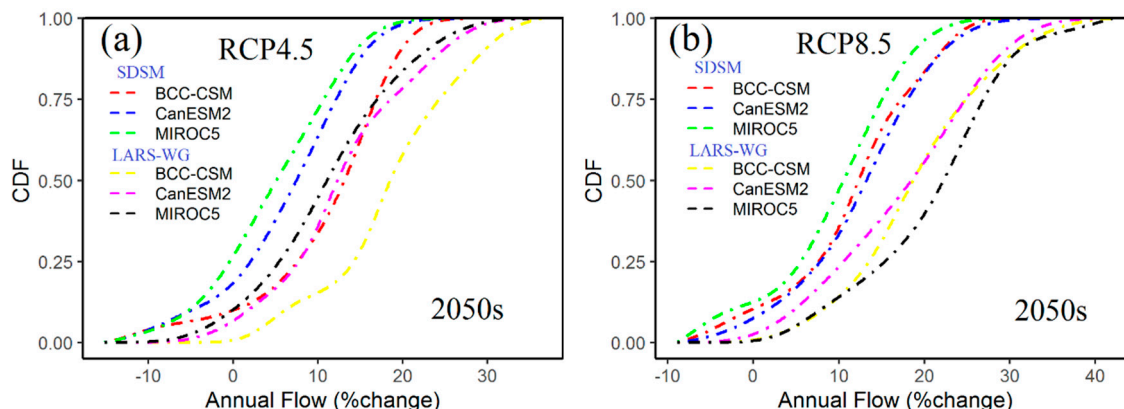 (a)
RCP4.5
SDSM
BCC-CSM
CanESM2
MIROC5
LARS-WG
BCC-CSM
CanESM2
MIROC5
2050s
CDF
1.00
0.75
0.50
0.25
0.00
-10 0 10 20 30
Annual Flow (%change)
(b)
RCP8.5
SDSM
BCC-CSM
CanESM2
MIROC5
LARS-WG
BCC-CSM
CanESM2
MIROC5
2050s
CDF
1.00
0.75
0.50
0.25
0.00
-10 0 10 20 30 40
Annual Flow (%change)